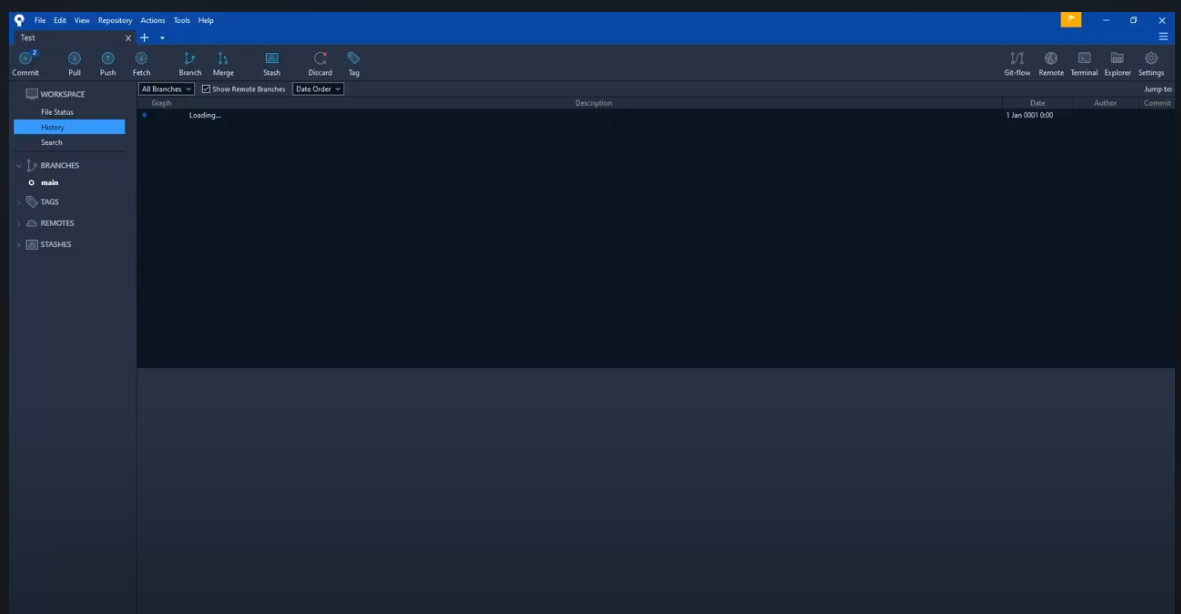 File Edit View Repository Actions Tools Help
Test
2
Commit Pull Push Fetch Branch Merge Stash Discard Tag Git-flow Remote Terminal Explorer Settings
WORKSPACE
File Status
History
Search
BRANCHES
main
TAGS
REMOTES
STASHES
All Branches Show Remote Branches Date Order Jump to:
Graph Description Date Author Commit
Loading... 1 Jan 0001 0:00